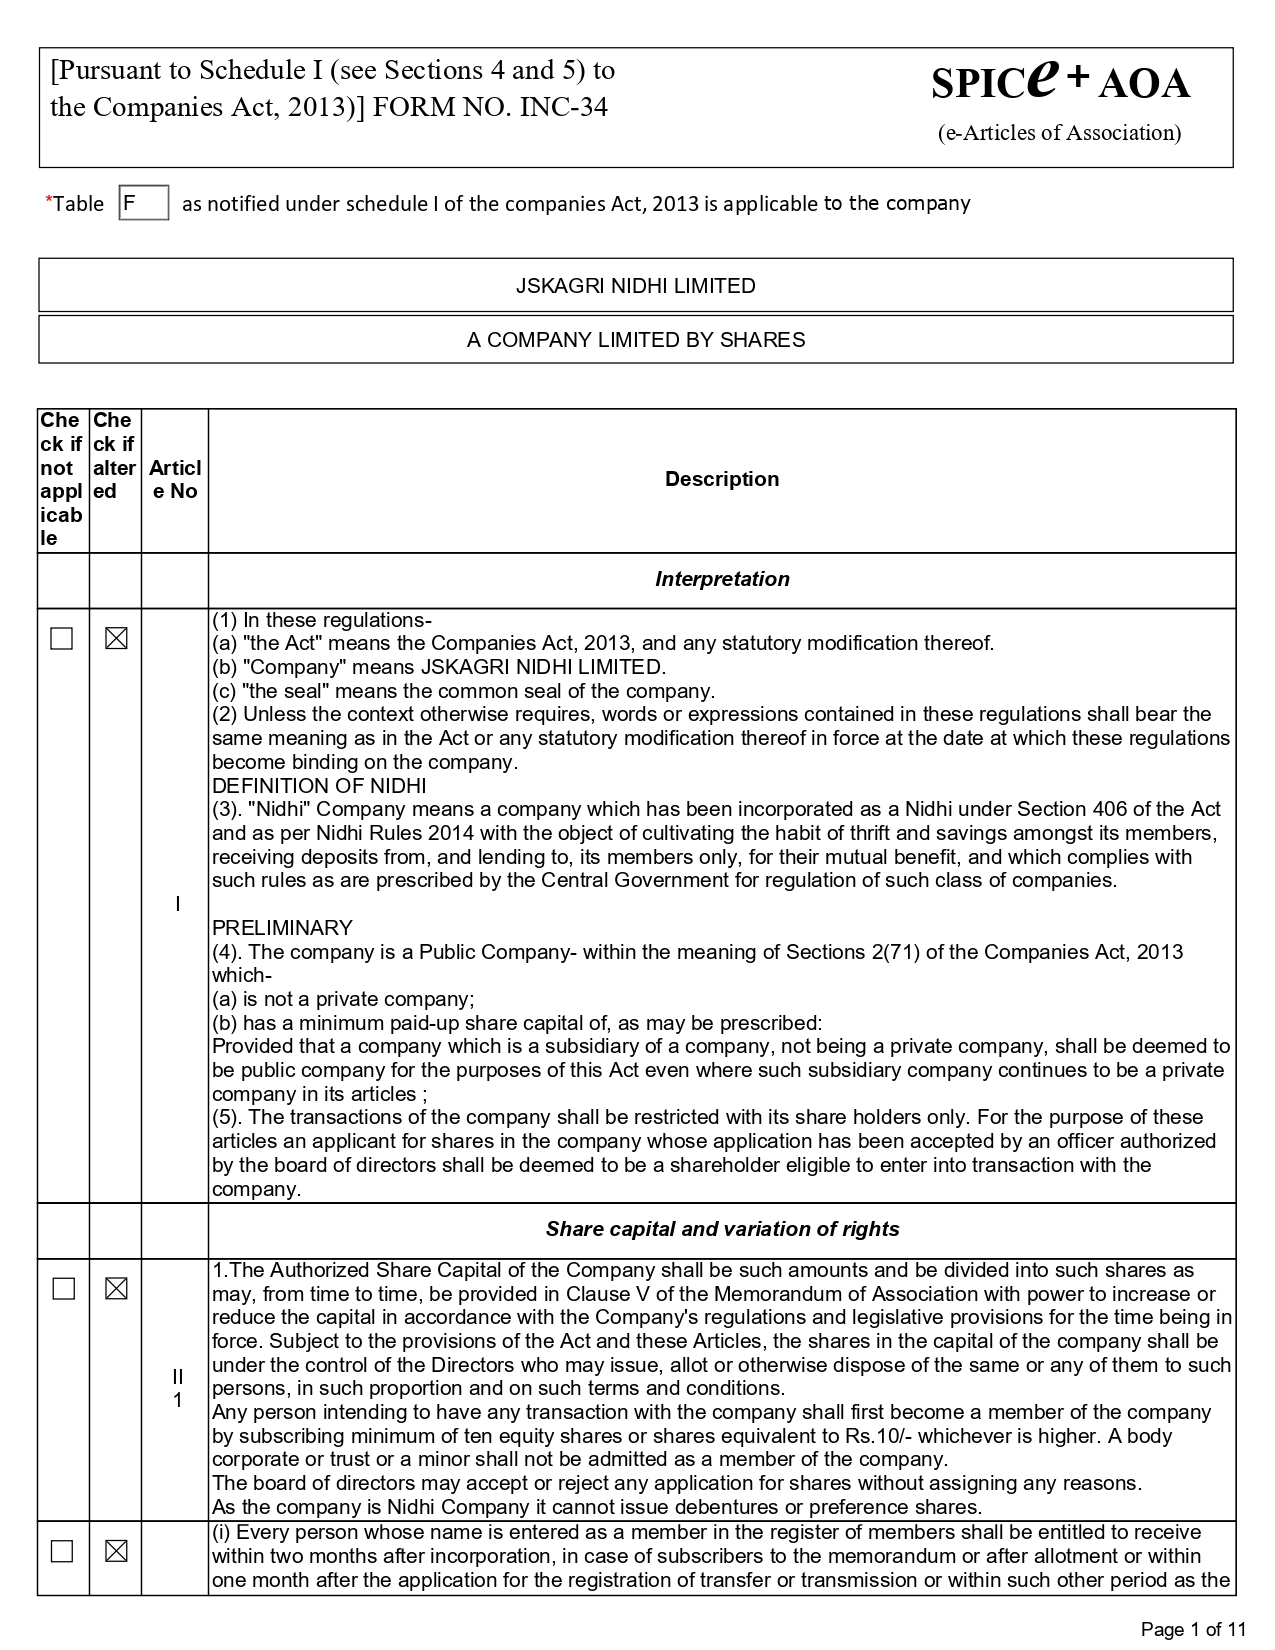 [Pursuant to Schedule I (see Sections 4 and 5) to
the Companies Act, 2013)] FORM NO. INC-34
SPICe+ AOA
(e-Articles of Association)
*Table F as notified under schedule I of the companies Act, 2013 is applicable to the company
JSKAGRI NIDHI LIMITED
A COMPANY LIMITED BY SHARES
Che
ck if
not
appl
icab
le
Che
ck if
alter
ed
Articl
e No
Description
Interpretation
I
(1) In these regulations-
(a) "the Act" means the Companies Act, 2013, and any statutory modification thereof.
(b) "Company" means JSKAGRI NIDHI LIMITED.
(c) "the seal" means the common seal of the company.
(2) Unless the context otherwise requires, words or expressions contained in these regulations shall bear the
same meaning as in the Act or any statutory modification thereof in force at the date at which these regulations
become binding on the company.
DEFINITION OF NIDHI
(3). "Nidhi" Company means a company which has been incorporated as a Nidhi under Section 406 of the Act
and as per Nidhi Rules 2014 with the object of cultivating the habit of thrift and savings amongst its members,
receiving deposits from, and lending to, its members only, for their mutual benefit, and which complies with
such rules as are prescribed by the Central Government for regulation of such class of companies.
PRELIMINARY
(4). The company is a Public Company- within the meaning of Sections 2(71) of the Companies Act, 2013
which-
(a) is not a private company;
(b) has a minimum paid-up share capital of, as may be prescribed:
Provided that a company which is a subsidiary of a company, not being a private company, shall be deemed to
be public company for the purposes of this Act even where such subsidiary company continues to be a private
company in its articles ;
(5). The transactions of the company shall be restricted with its share holders only. For the purpose of these
articles an applicant for shares in the company whose application has been accepted by an officer authorized
by the board of directors shall be deemed to be a shareholder eligible to enter into transaction with the
company.
Share capital and variation of rights
II
1
1.The Authorized Share Capital of the Company shall be such amounts and be divided into such shares as
may, from time to time, be provided in Clause V of the Memorandum of Association with power to increase or
reduce the capital in accordance with the Company's regulations and legislative provisions for the time being in
force. Subject to the provisions of the Act and these Articles, the shares in the capital of the company shall be
under the control of the Directors who may issue, allot or otherwise dispose of the same or any of them to such
persons, in such proportion and on such terms and conditions.
Any person intending to have any transaction with the company shall first become a member of the company
by subscribing minimum of ten equity shares or shares equivalent to Rs.10/- whichever is higher. A body
corporate or trust or a minor shall not be admitted as a member of the company.
The board of directors may accept or reject any application for shares without assigning any reasons.
As the company is Nidhi Company it cannot issue debentures or preference shares.
(i) Every person whose name is entered as a member in the register of members shall be entitled to receive
within two months after incorporation, in case of subscribers to the memorandum or after allotment or within
one month after the application for the registration of transfer or transmission or within such other period as the
Page 1 of 11